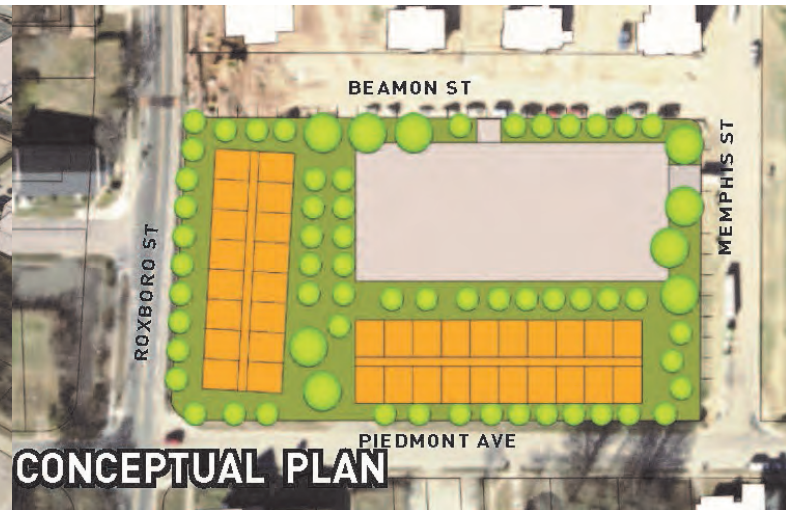 BEAMON ST
MEMPHIS ST
ROXBORO ST
PIEDMONT AVE
CONCEPTUAL PLAN